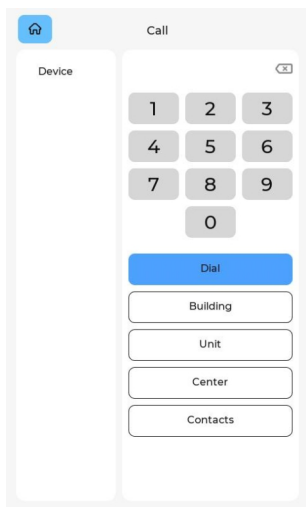 Call
Device
1 2 3
4 5 6
7 8 9
0
Dial
Building
Unit
Center
Contacts